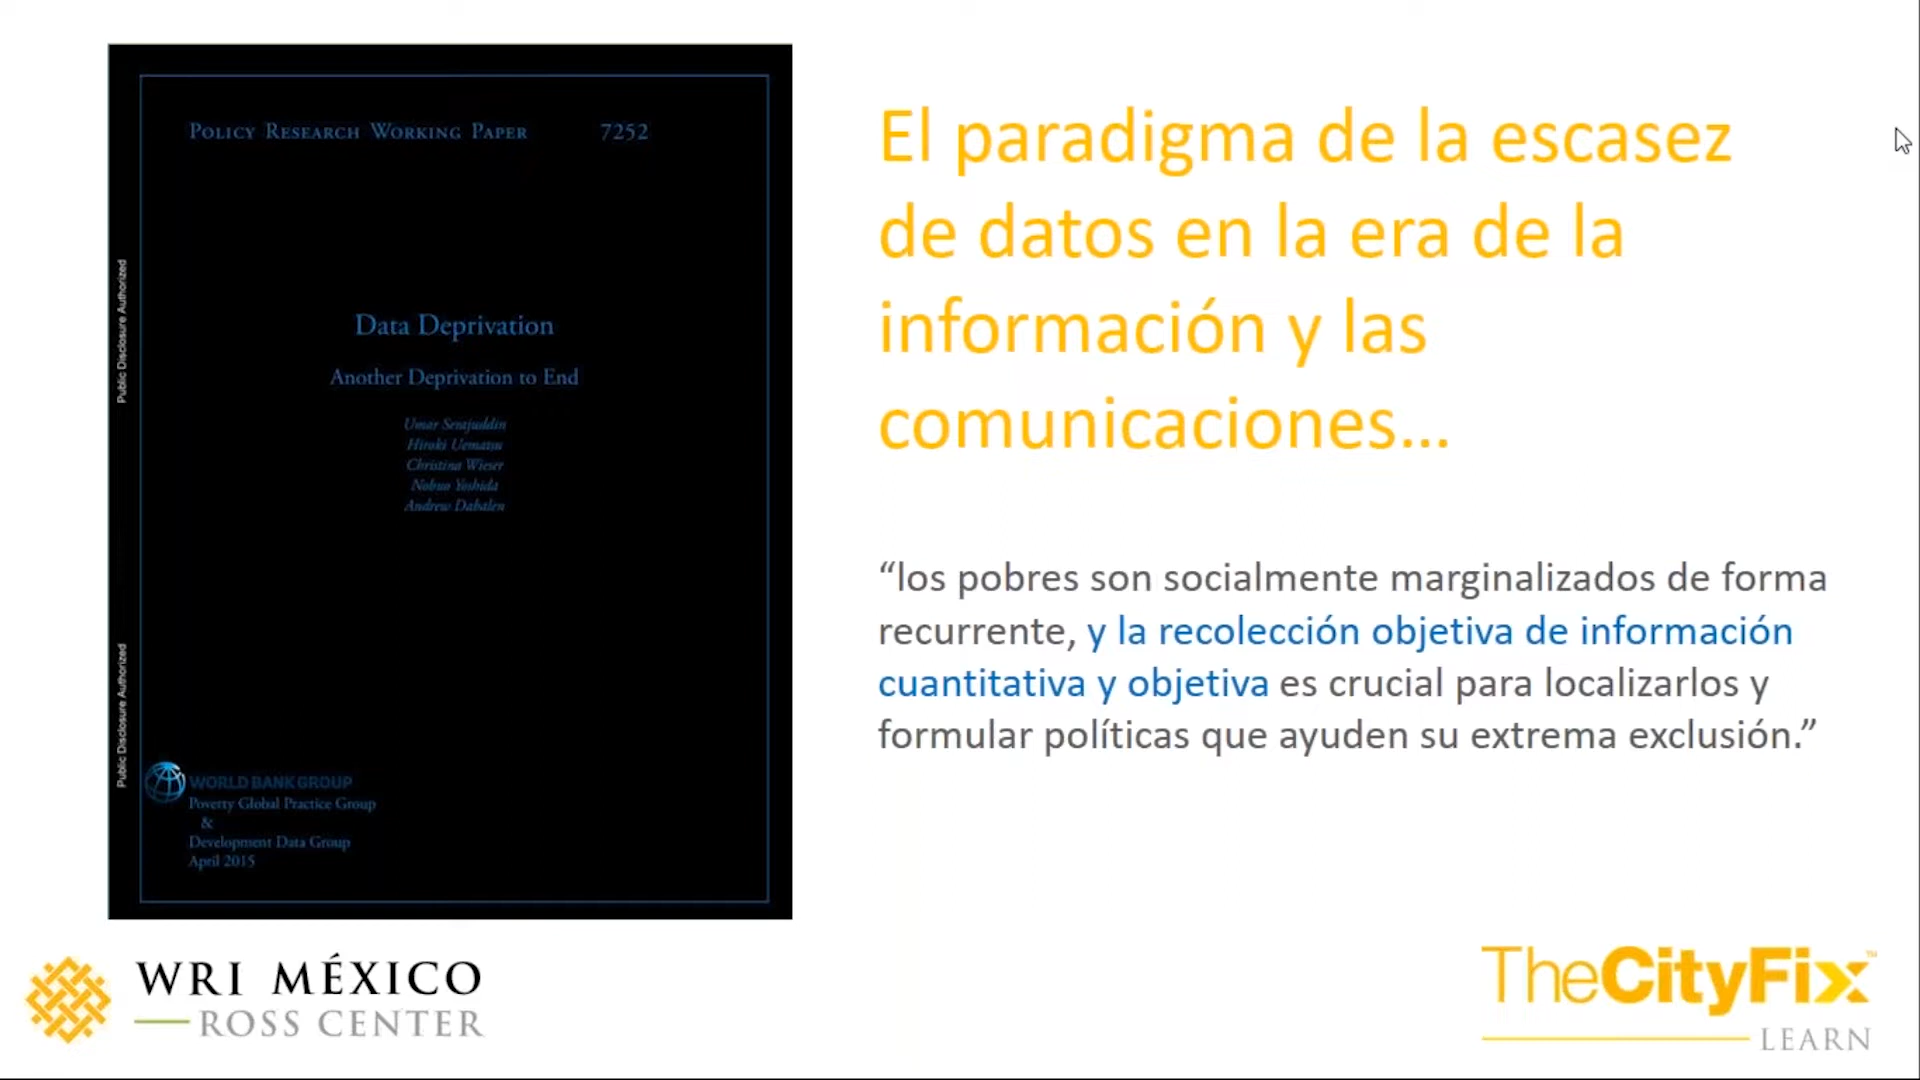 Policy Research Working Paper 7252
Public Disclosure Authorized
Public Disclosure Authorized
Data Deprivation
Another Deprivation to End
Umar Serajuddin
Hiroki Uematsu
Christina Wieser
Nobuo Yoshida
Andrew Dabalen
WORLD BANK GROUP
Poverty Global Practice Group
&
Development Data Group
April 2015
El paradigma de la escasez
de datos en la era de la
información y las
comunicaciones...
“los pobres son socialmente marginalizados de forma
recurrente, y la recolección objetiva de información
cuantitativa y objetiva es crucial para localizarlos y
formular políticas que ayuden su extrema exclusión.”
WRI MÉXICO
ROSS CENTER
TheCityFix™
LEARN